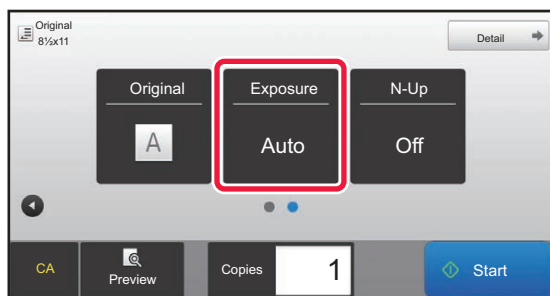 Original
8½x11
Detail
Original
Exposure
N-Up
A
Auto
Off
CA
Preview
Copies
1
Start